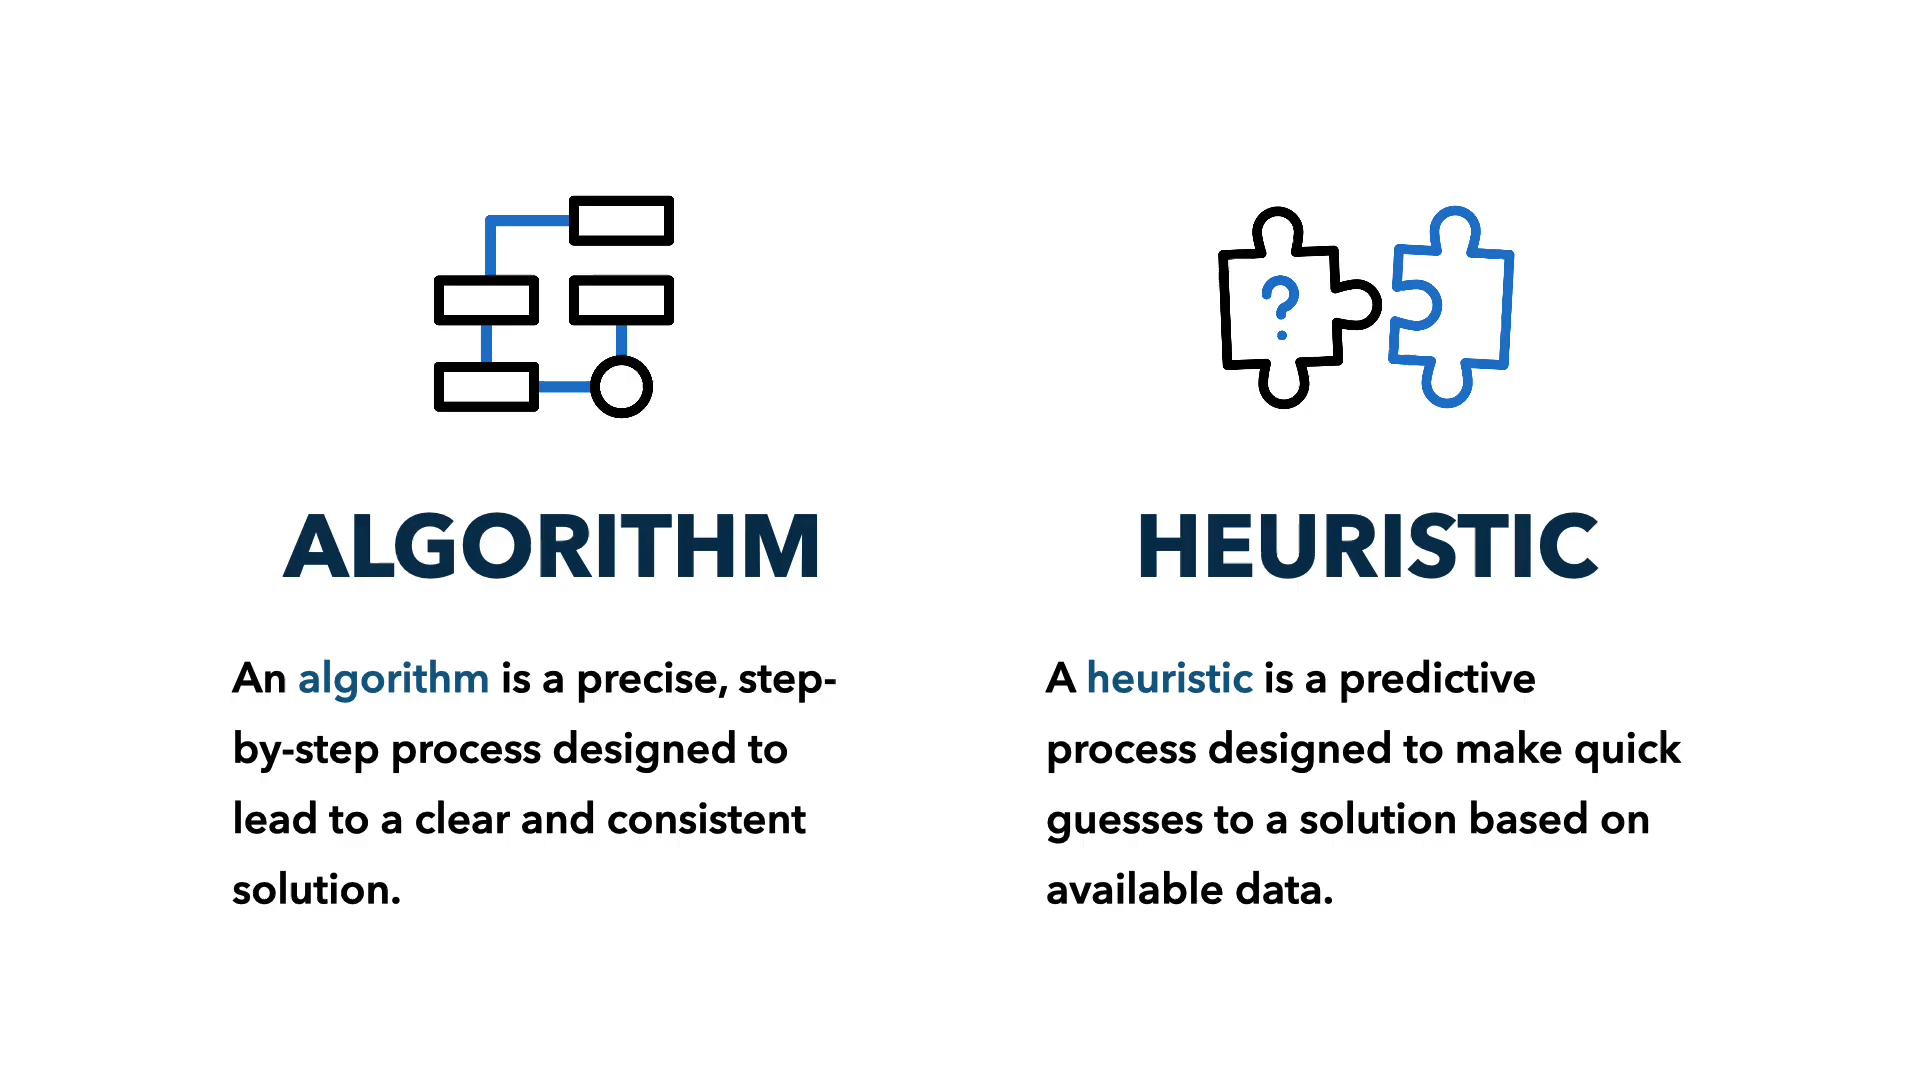 ?
ALGORITHM
An algorithm is a precise, step-
by-step process designed to
lead to a clear and consistent
solution.
HEURISTIC
A heuristic is a predictive
process designed to make quick
guesses to a solution based on
available data.